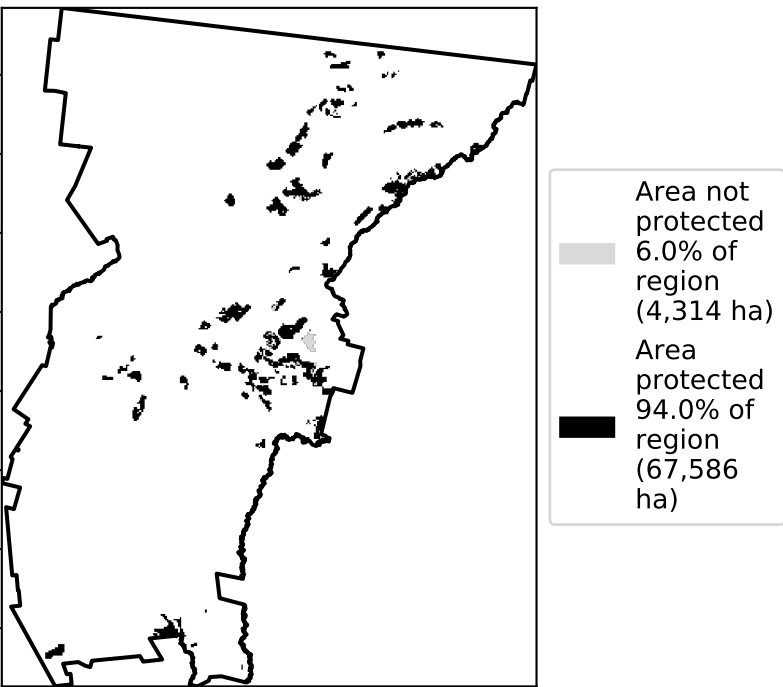 Area not
protected
6.0% of
region
(4,314 ha)
Area
protected
94.0% of
region
(67,586
ha)